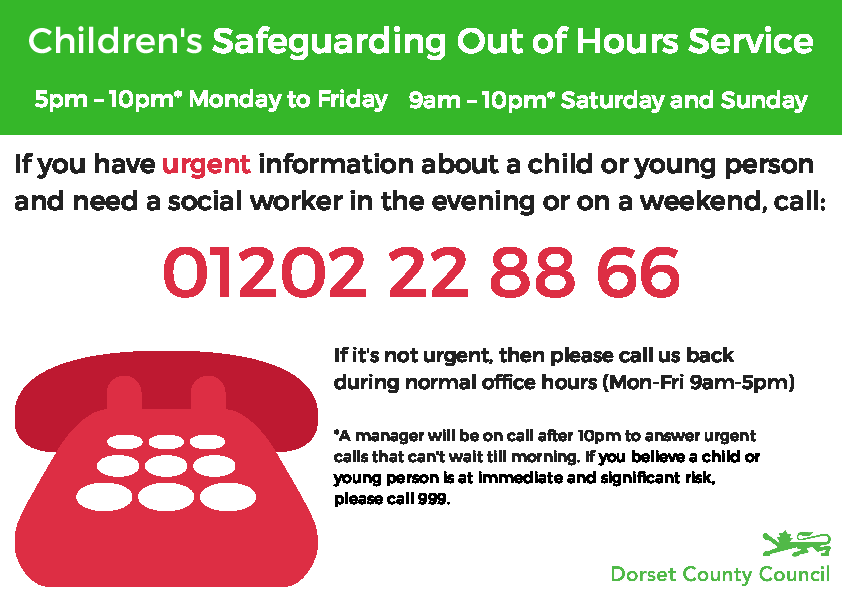 Children's Safeguarding Out of Hours Service
5pm – 10pm* Monday to Friday 9am – 10pm* Saturday and Sunday
If you have urgent information about a child or young person
and need a social worker in the evening or on a weekend, call:
01202 22 88 66
If it's not urgent, then please call us back
during normal office hours (Mon-Fri 9am-5pm)
*A manager will be on call after 10pm to answer urgent
calls that can't wait till morning. If you believe a child or
young person is at immediate and significant risk,
please call 999.
Dorset County Council